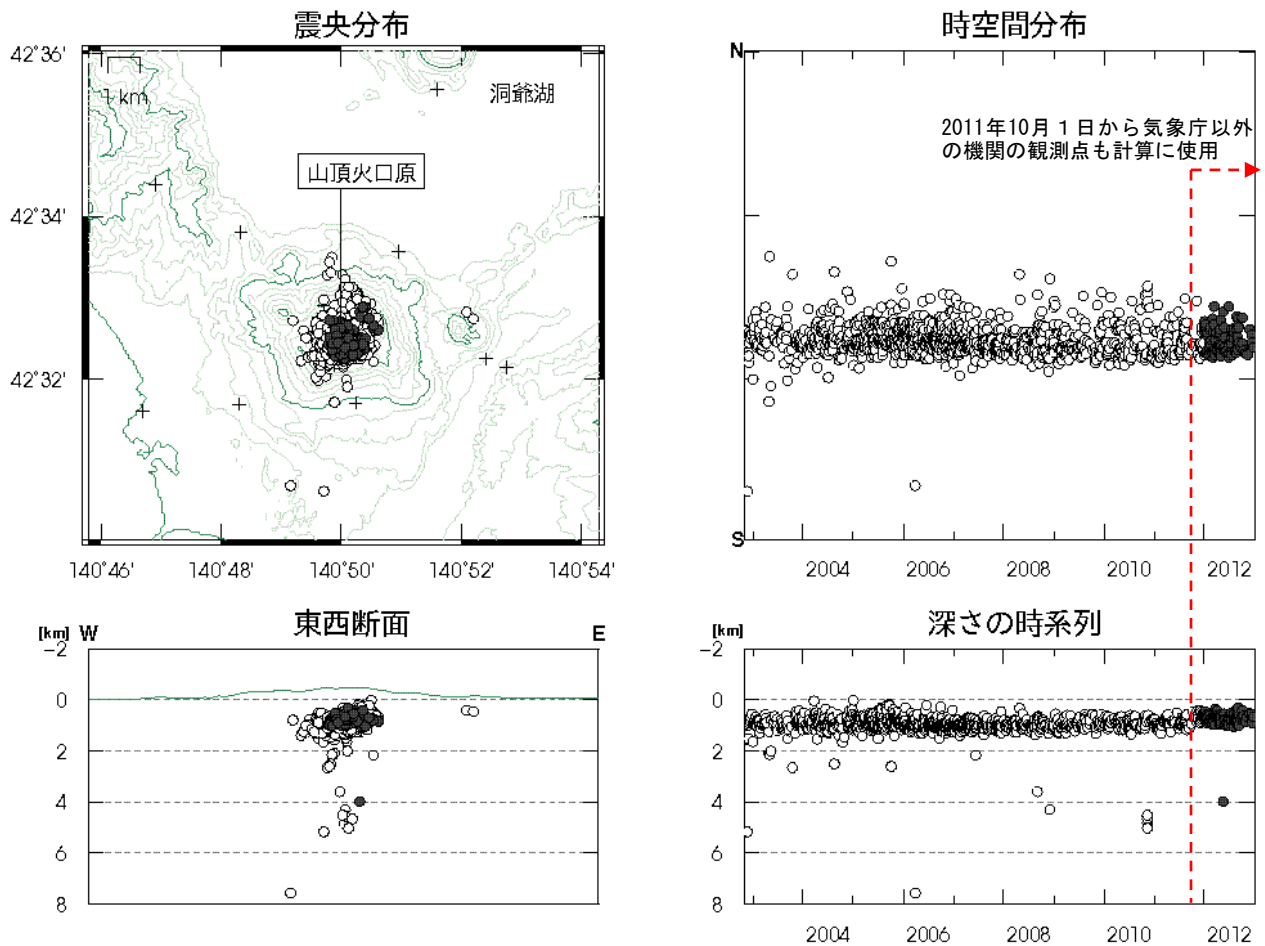 震央分布
42°36'
1 km
洞爺湖
山頂火口原
42°34'
42°32'
140°46'
140°48'
140°50'
140°52'
140°54'
時空間分布
N
2011年10月1日から気象庁以外
の機関の観測点も計算に使用
S
2004
2006
2008
2010
2012
東西断面
[km]
W
E
-2
0
2
4
6
8
深さの時系列
[km]
-2
0
2
4
6
8
2004
2006
2008
2010
2012